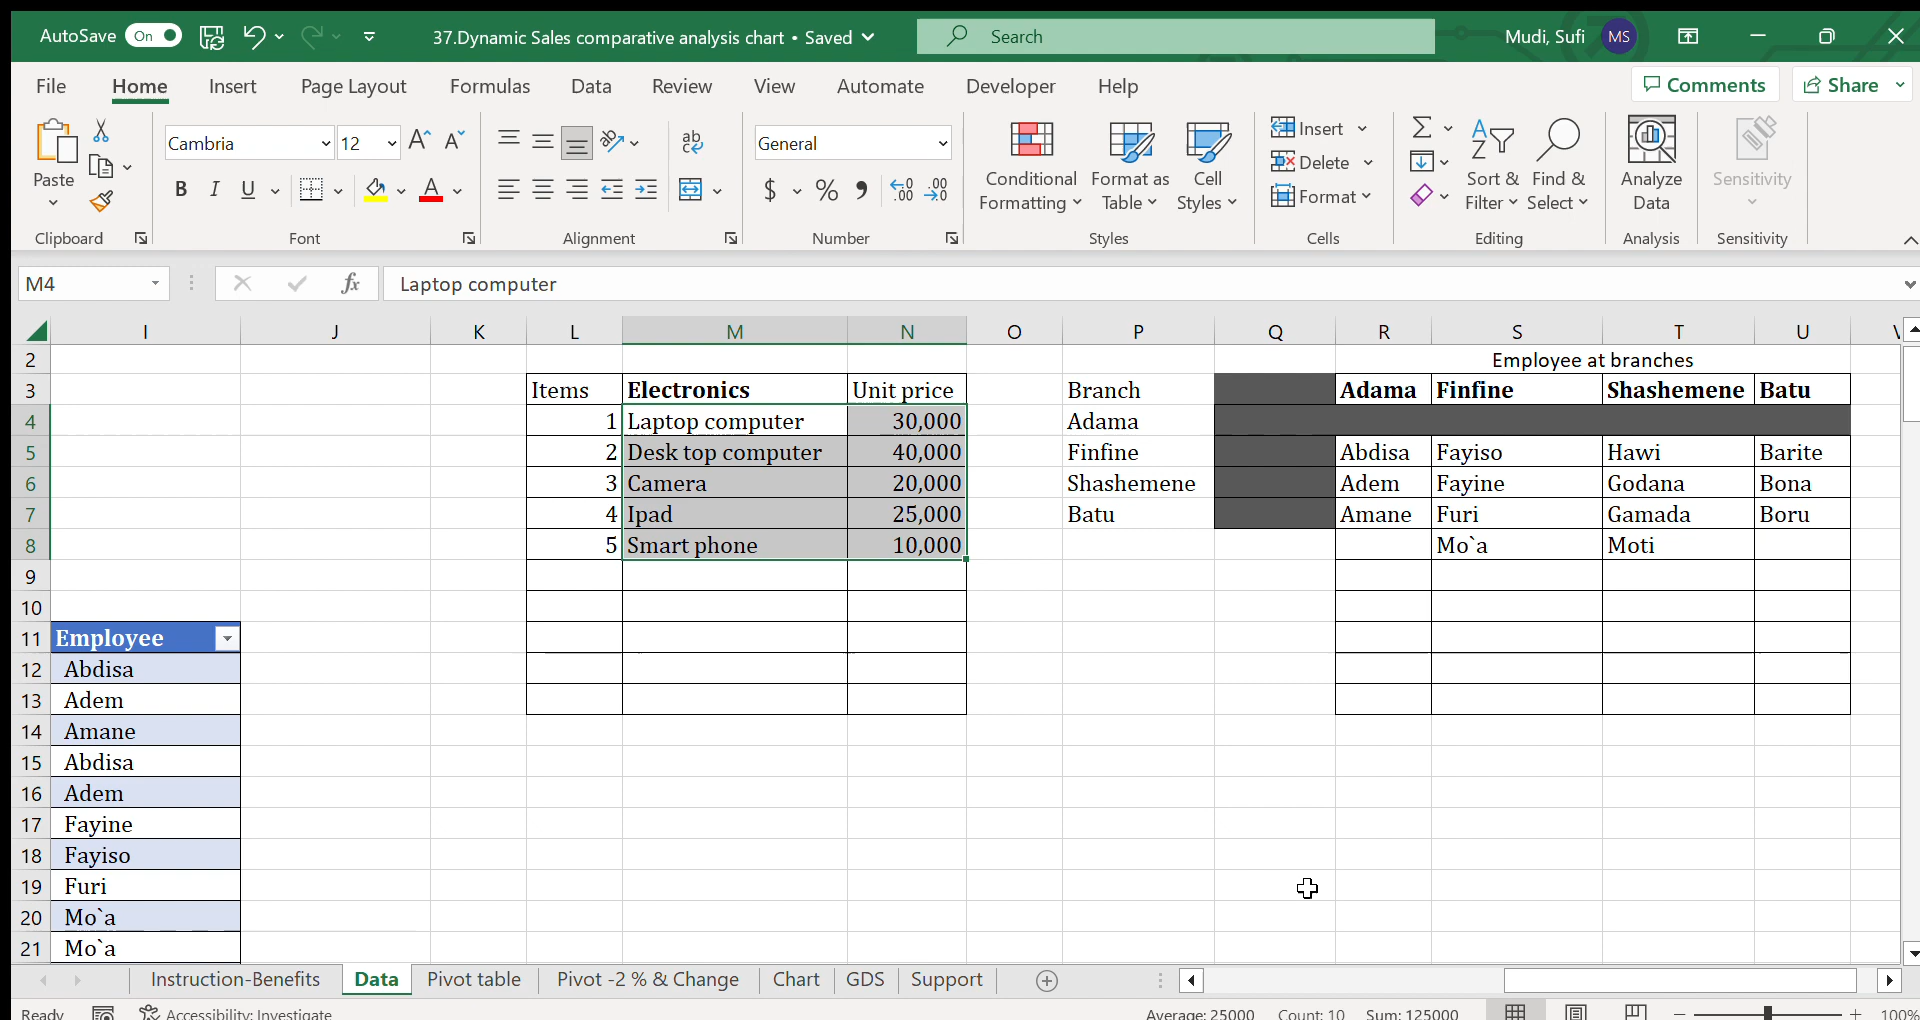 AutoSave On 37.Dynamic Sales comparative analysis chart • Saved Search Mudi, Sufi MS
File Home Insert Page Layout Formulas Data Review View Automate Developer Help Comments Share
Paste Cambria 12 B I U A General $ % Conditional Formatting Format as Table Cell Styles Insert Delete Format Sort & Filter Find & Select Analyze Data Sensitivity
Clipboard Font Alignment Number Styles Cells Editing Analysis Sensitivity
M4 fx Laptop computer
I J K L M N O P Q R S T U
2 Employee at branches
3 Items Electronics Unit price Branch Adama Finfine Shashemene Batu
4 1 Laptop computer 30,000 Adama
5 2 Desk top computer 40,000 Finfine Abdisa Fayiso Hawi Barite
6 3 Camera 20,000 Shashemene Adem Fayine Godana Bona
7 4 Ipad 25,000 Batu Amane Furi Gamada Boru
8 5 Smart phone 10,000 Mo`a Moti
9
10
11 Employee
12 Abdisa
13 Adem
14 Amane
15 Abdisa
16 Adem
17 Fayine
18 Fayiso
19 Furi
20 Mo`a
21 Mo`a
Instruction-Benefits Data Pivot table Pivot -2 % & Change Chart GDS Support
Ready Accessibility: Investigate Average: 25000 Count: 10 Sum: 125000 100%